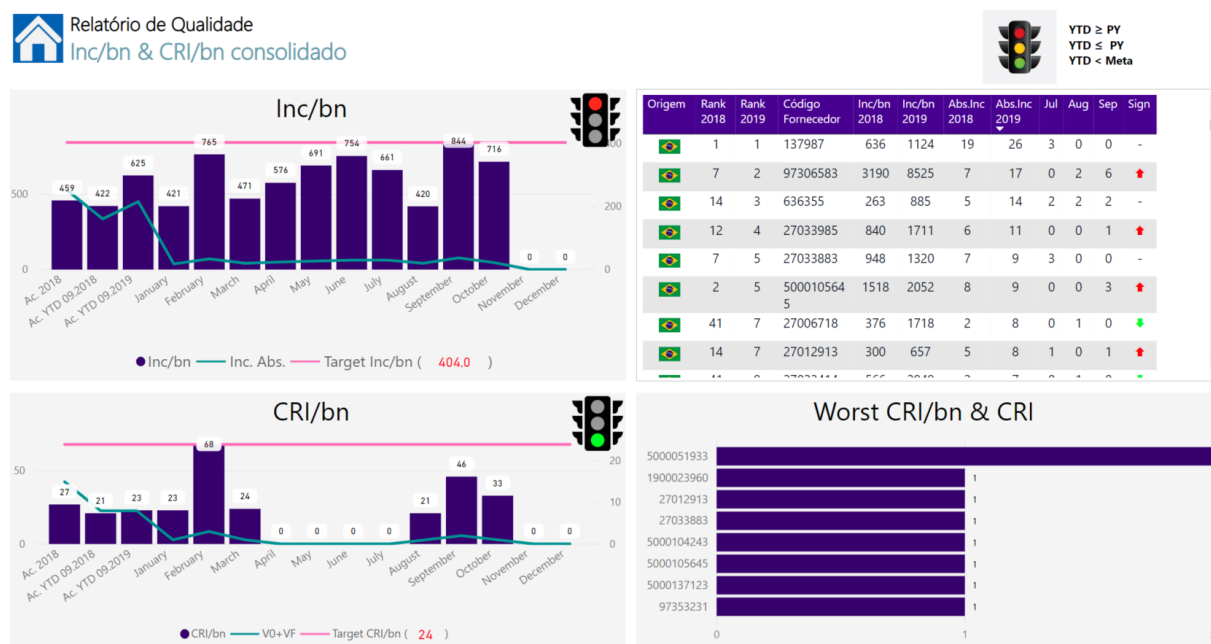 Relatório de Qualidade
Inc/bn & CRI/bn consolidado
YTD ≥ PY
YTD ≤ PY
YTD < Meta
Inc/bn
500
0
400
200
0
459
422
625
421
765
471
576
691
754
661
420
844
716
0
0
Ac. 2018
Ac. YTD 09.2018
Ac. YTD 09.2019
January
February
March
April
May
June
July
August
September
October
November
December
Inc/bn Inc. Abs. Target Inc/bn ( 404,0 )
Origem Rank 2018 Rank 2019 Código Fornecedor Inc/bn 2018 Inc/bn 2019 Abs.Inc 2018 Abs.Inc 2019 Jul Aug Sep Sign
1 1 137987 636 1124 19 26 3 0 0 -
7 2 97306583 3190 8525 7 17 0 2 6
14 3 636355 263 885 5 14 2 2 2 -
12 4 27033985 840 1711 6 11 0 0 1
7 5 27033883 948 1320 7 9 3 0 0 -
2 5 5000105645 1518 2052 8 9 0 0 3
41 7 27006718 376 1718 2 8 0 1 0
14 7 27012913 300 657 5 8 1 0 1
CRI/bn
50
0
20
10
0
27
21
23
23
68
24
0
0
0
0
21
46
33
0
0
Ac. 2018
Ac. YTD 09.2018
Ac. YTD 09.2019
January
February
March
April
May
June
July
August
September
October
November
December
CRI/bn V0+VF Target CRI/bn ( 24 )
Worst CRI/bn & CRI
5000051933
1900023960 1
27012913 1
27033883 1
5000104243 1
5000105645 1
5000137123 1
97353231 1
0 1